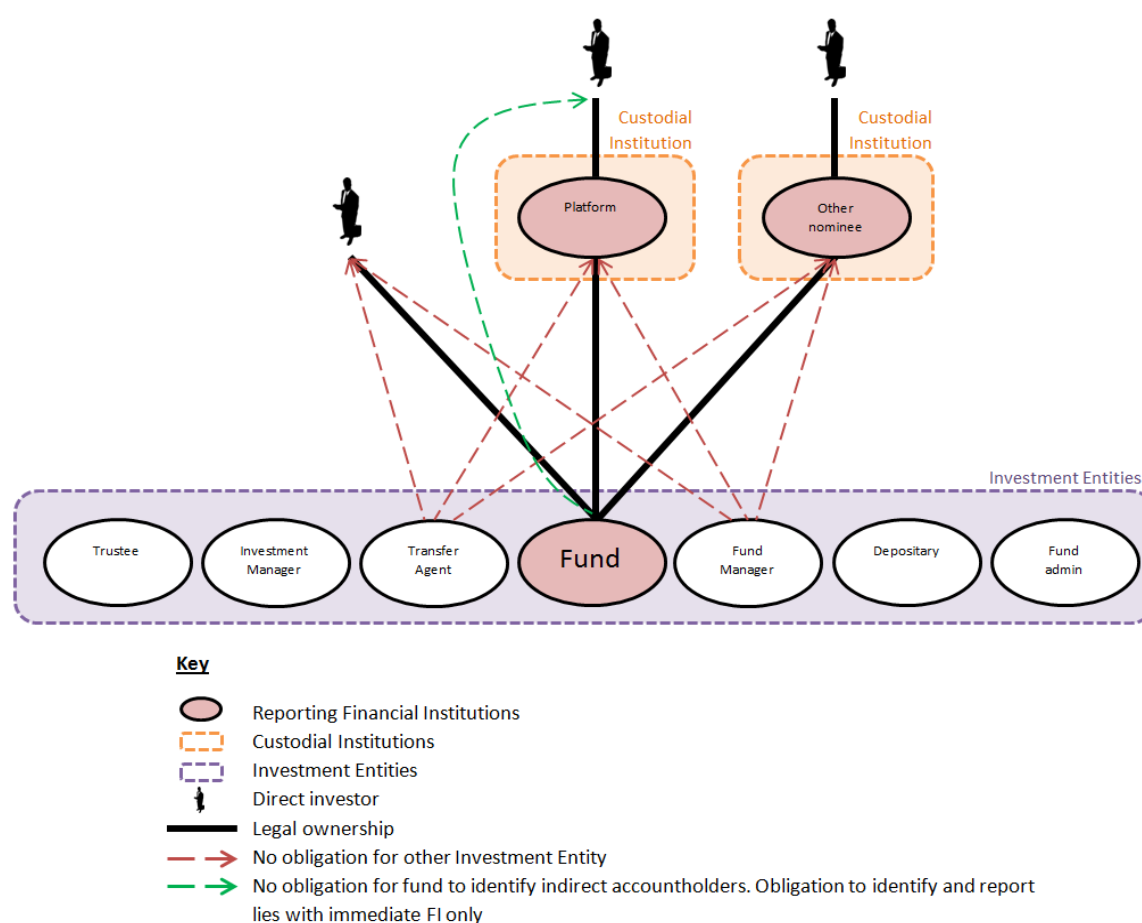 Custodial
Institution
Custodial
Institution
Platform
Other
nominee
Investment Entities
Trustee
Investment
Manager
Transfer
Agent
Fund
Fund
Manager
Depositary
Fund
admin
Key
Reporting Financial Institutions
Custodial Institutions
Investment Entities
Direct investor
Legal ownership
No obligation for other Investment Entity
No obligation for fund to identify indirect accountholders. Obligation to identify and report
lies with immediate FI only